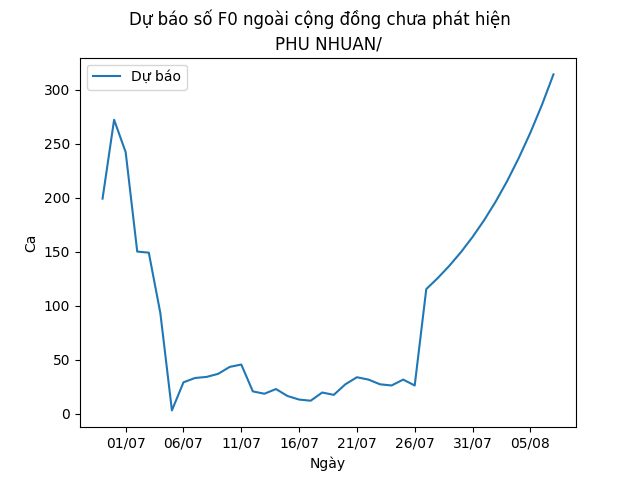 Dự báo số F0 ngoài cộng đồng chưa phát hiện
PHU NHUAN/
Dự báo
300
250
200
150
100
50
0
Ca
01/07 06/07 11/07 16/07 21/07 26/07 31/07 05/08
Ngày